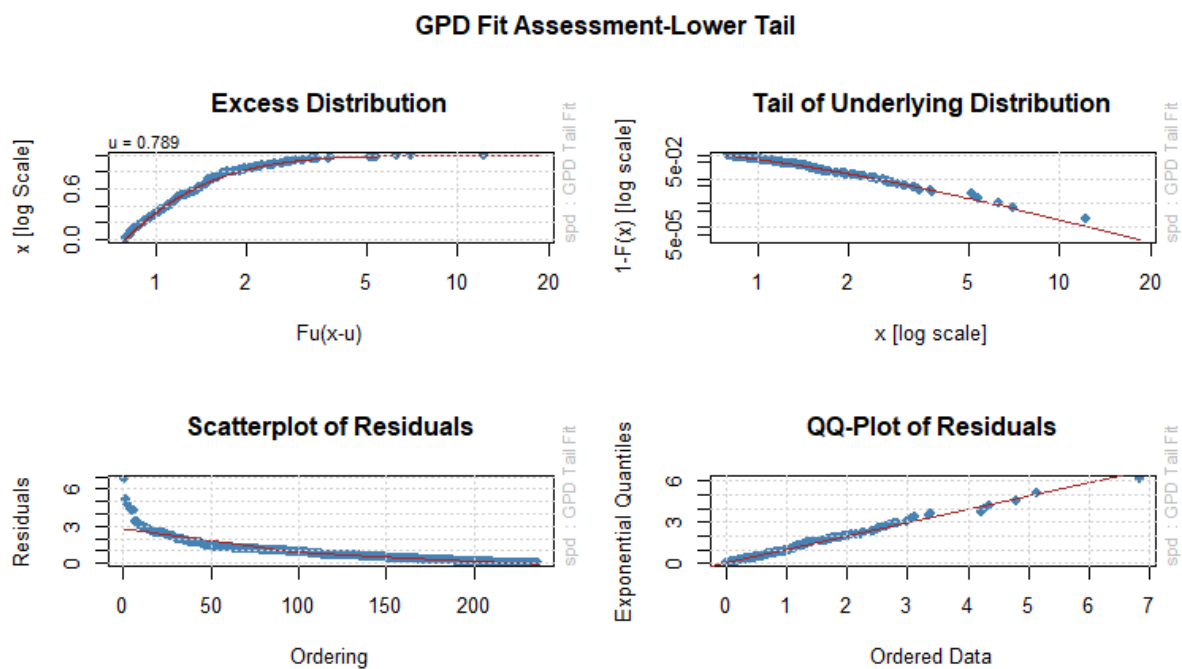 GPD Fit Assessment-Lower Tail
Excess Distribution
u = 0.789
x [log Scale]
0.0 0.6
1 2 5 10 20
Fu(x-u)
spd : GPD Tail Fit
Tail of Underlying Distribution
1-F(x) [log scale]
5e-05 5e-02
1 2 5 10 20
x [log scale]
spd : GPD Tail Fit
Scatterplot of Residuals
Residuals
0 3 6
0 50 100 150 200
Ordering
spd : GPD Tail Fit
QQ-Plot of Residuals
Exponential Quantiles
0 3 6
0 1 2 3 4 5 6 7
Ordered Data
spd : GPD Tail Fit